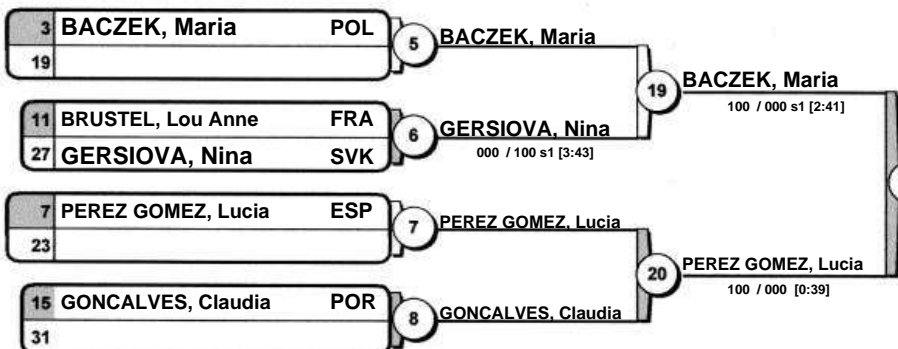 3 BACZEK, Maria POL
19
5 BACZEK, Maria
11 BRUSTEL, Lou Anne FRA
27 GERSIOVA, Nina SVK
6 GERSIOVA, Nina
000 / 100 s1 [3:43]
19 BACZEK, Maria
100 / 000 s1 [2:41]
7 PEREZ GOMEZ, Lucia ESP
23
7 PEREZ GOMEZ, Lucia
15 GONCALVES, Claudia POR
31
8 GONCALVES, Claudia
20 PEREZ GOMEZ, Lucia
100 / 000 [0:39]